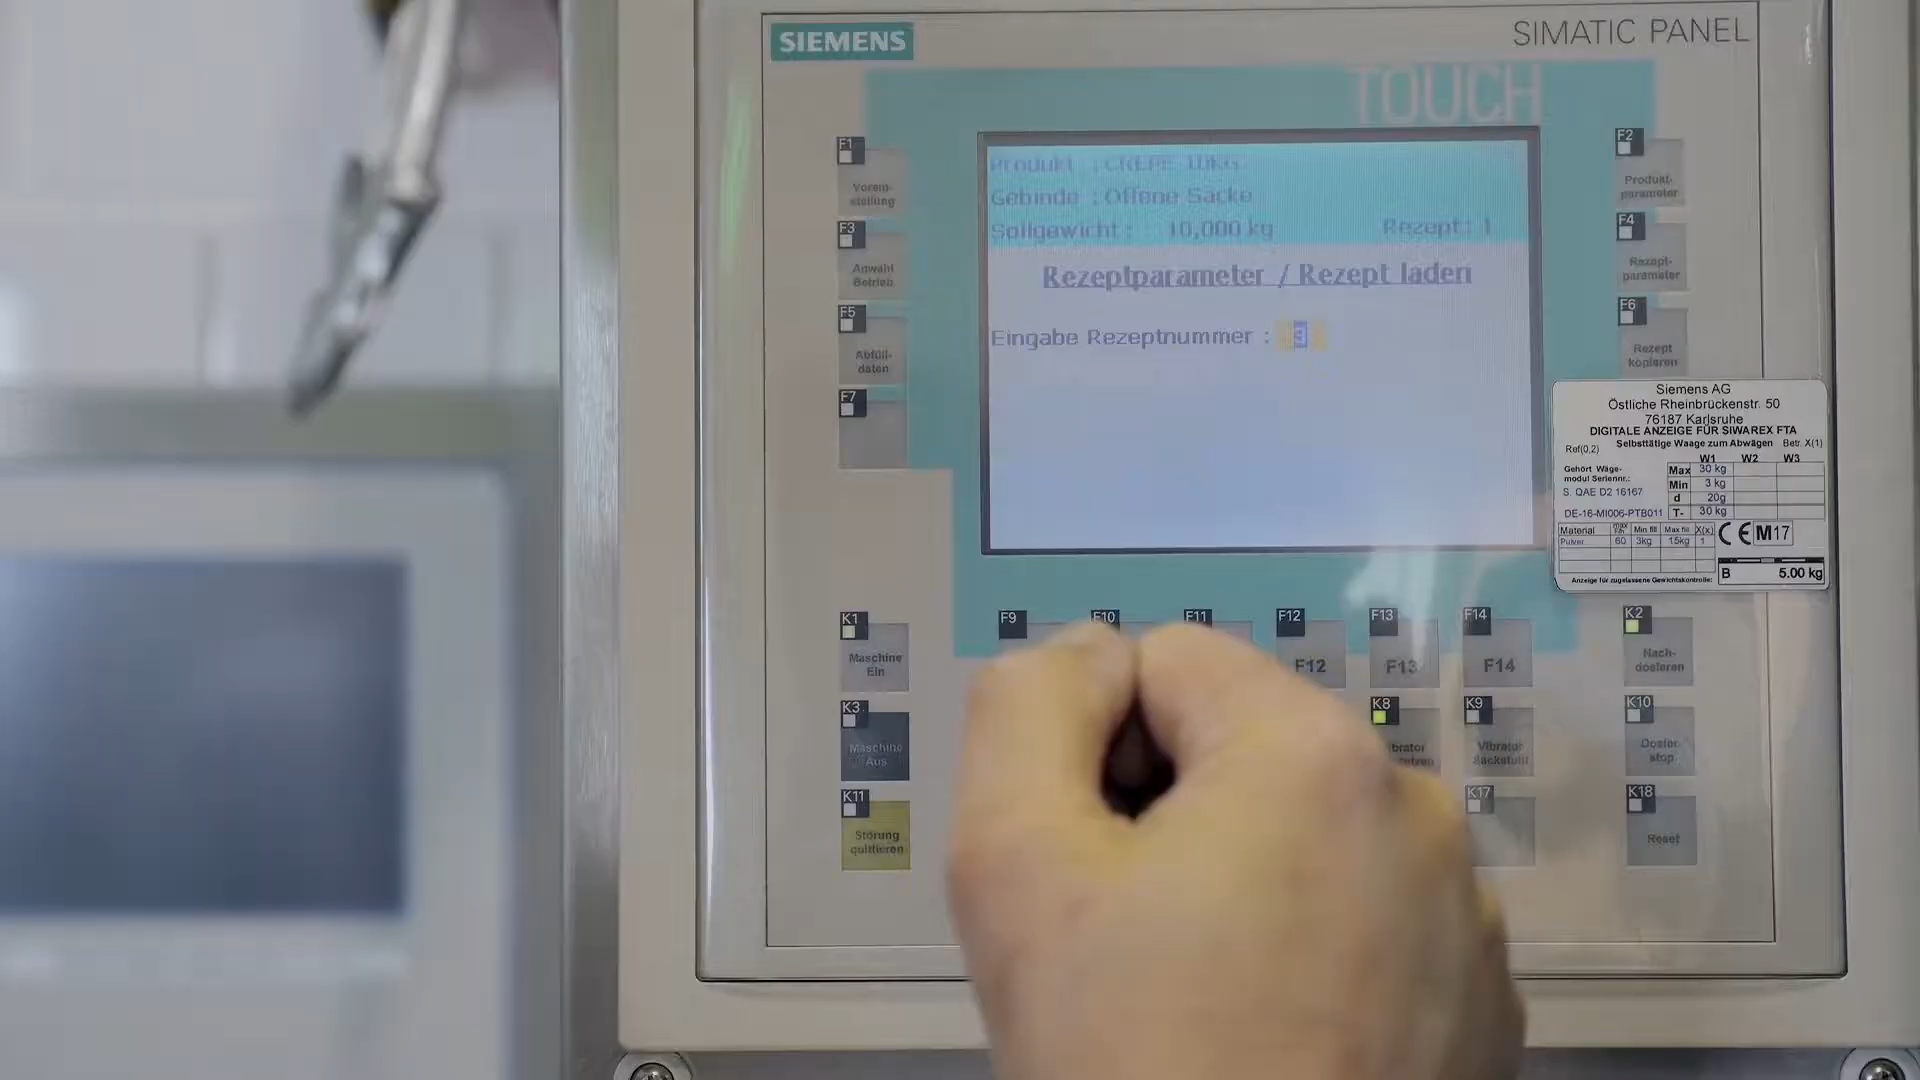 SIEMENS
SIMATIC PANEL
TOUCH
Produkt : CREPE 10KG
Gebinde : Offene Säcke
Sollgewicht : 10,000 kg Rezept: 1
Rezeptparameter / Rezept laden
Eingabe Rezeptnummer : 3
F1
Vorein-
stellung
F3
Anwahl
Betrieb
F5
Abfüll-
daten
F7
F2
Produkt-
parameter
F4
Rezept-
parameter
F6
Rezept
kopieren
Siemens AG
Östliche Rheinbrückenstr. 50
76187 Karlsruhe
DIGITALE ANZEIGE FÜR SIWAREX FTA
Selbsttätige Waage zum Abwägen Betr. X(1)
Ref(0,2)
W1 W2 W3
Gehört Wäge-
modul Seriennr.:
S. QAE D2 16167
DE-16-MI006-PTB011
Max 30 kg
Min 3 kg
d 20g
T- 30 kg
Material Min fill Max fill X(x)
Pulver 60 3kg 15kg 1
CE M17
Anzeige für zugelassene Gewichtskontrolle:
B 5.00 kg
F9 F10 F11 F12 F13 F14
F12 F13 F14
K1
Maschine
Ein
K3
Maschine
Aus
K11
Störung
quittieren
K8
K9
Vibrator
Sackstuhl
K17
K2
Nach-
dosieren
K10
Dosier-
stop
K18
Reset